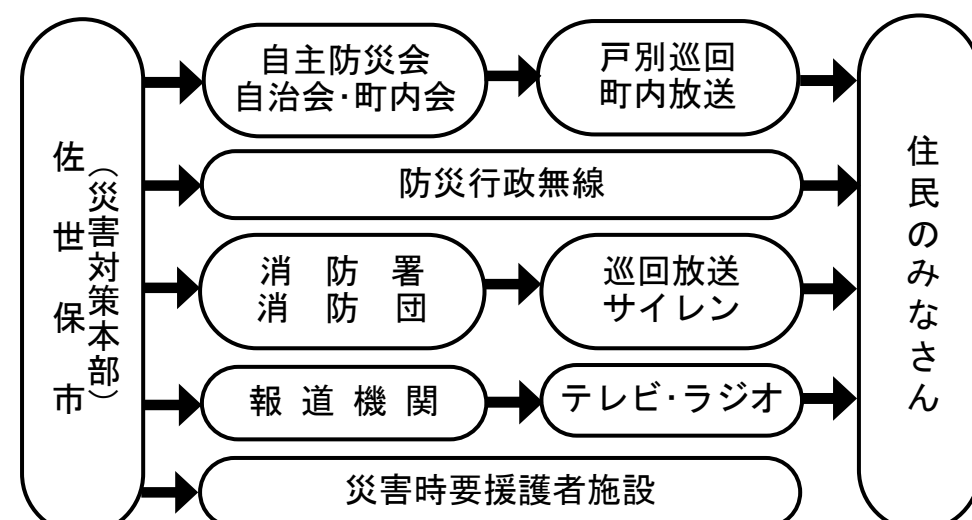 佐世保市
（災害対策本部）
自主防災会
自治会･町内会
戸別巡回
町内放送
防災行政無線
消防署
消防団
巡回放送
サイレン
報道機関
テレビ･ラジオ
災害時要援護者施設
住民のみなさん